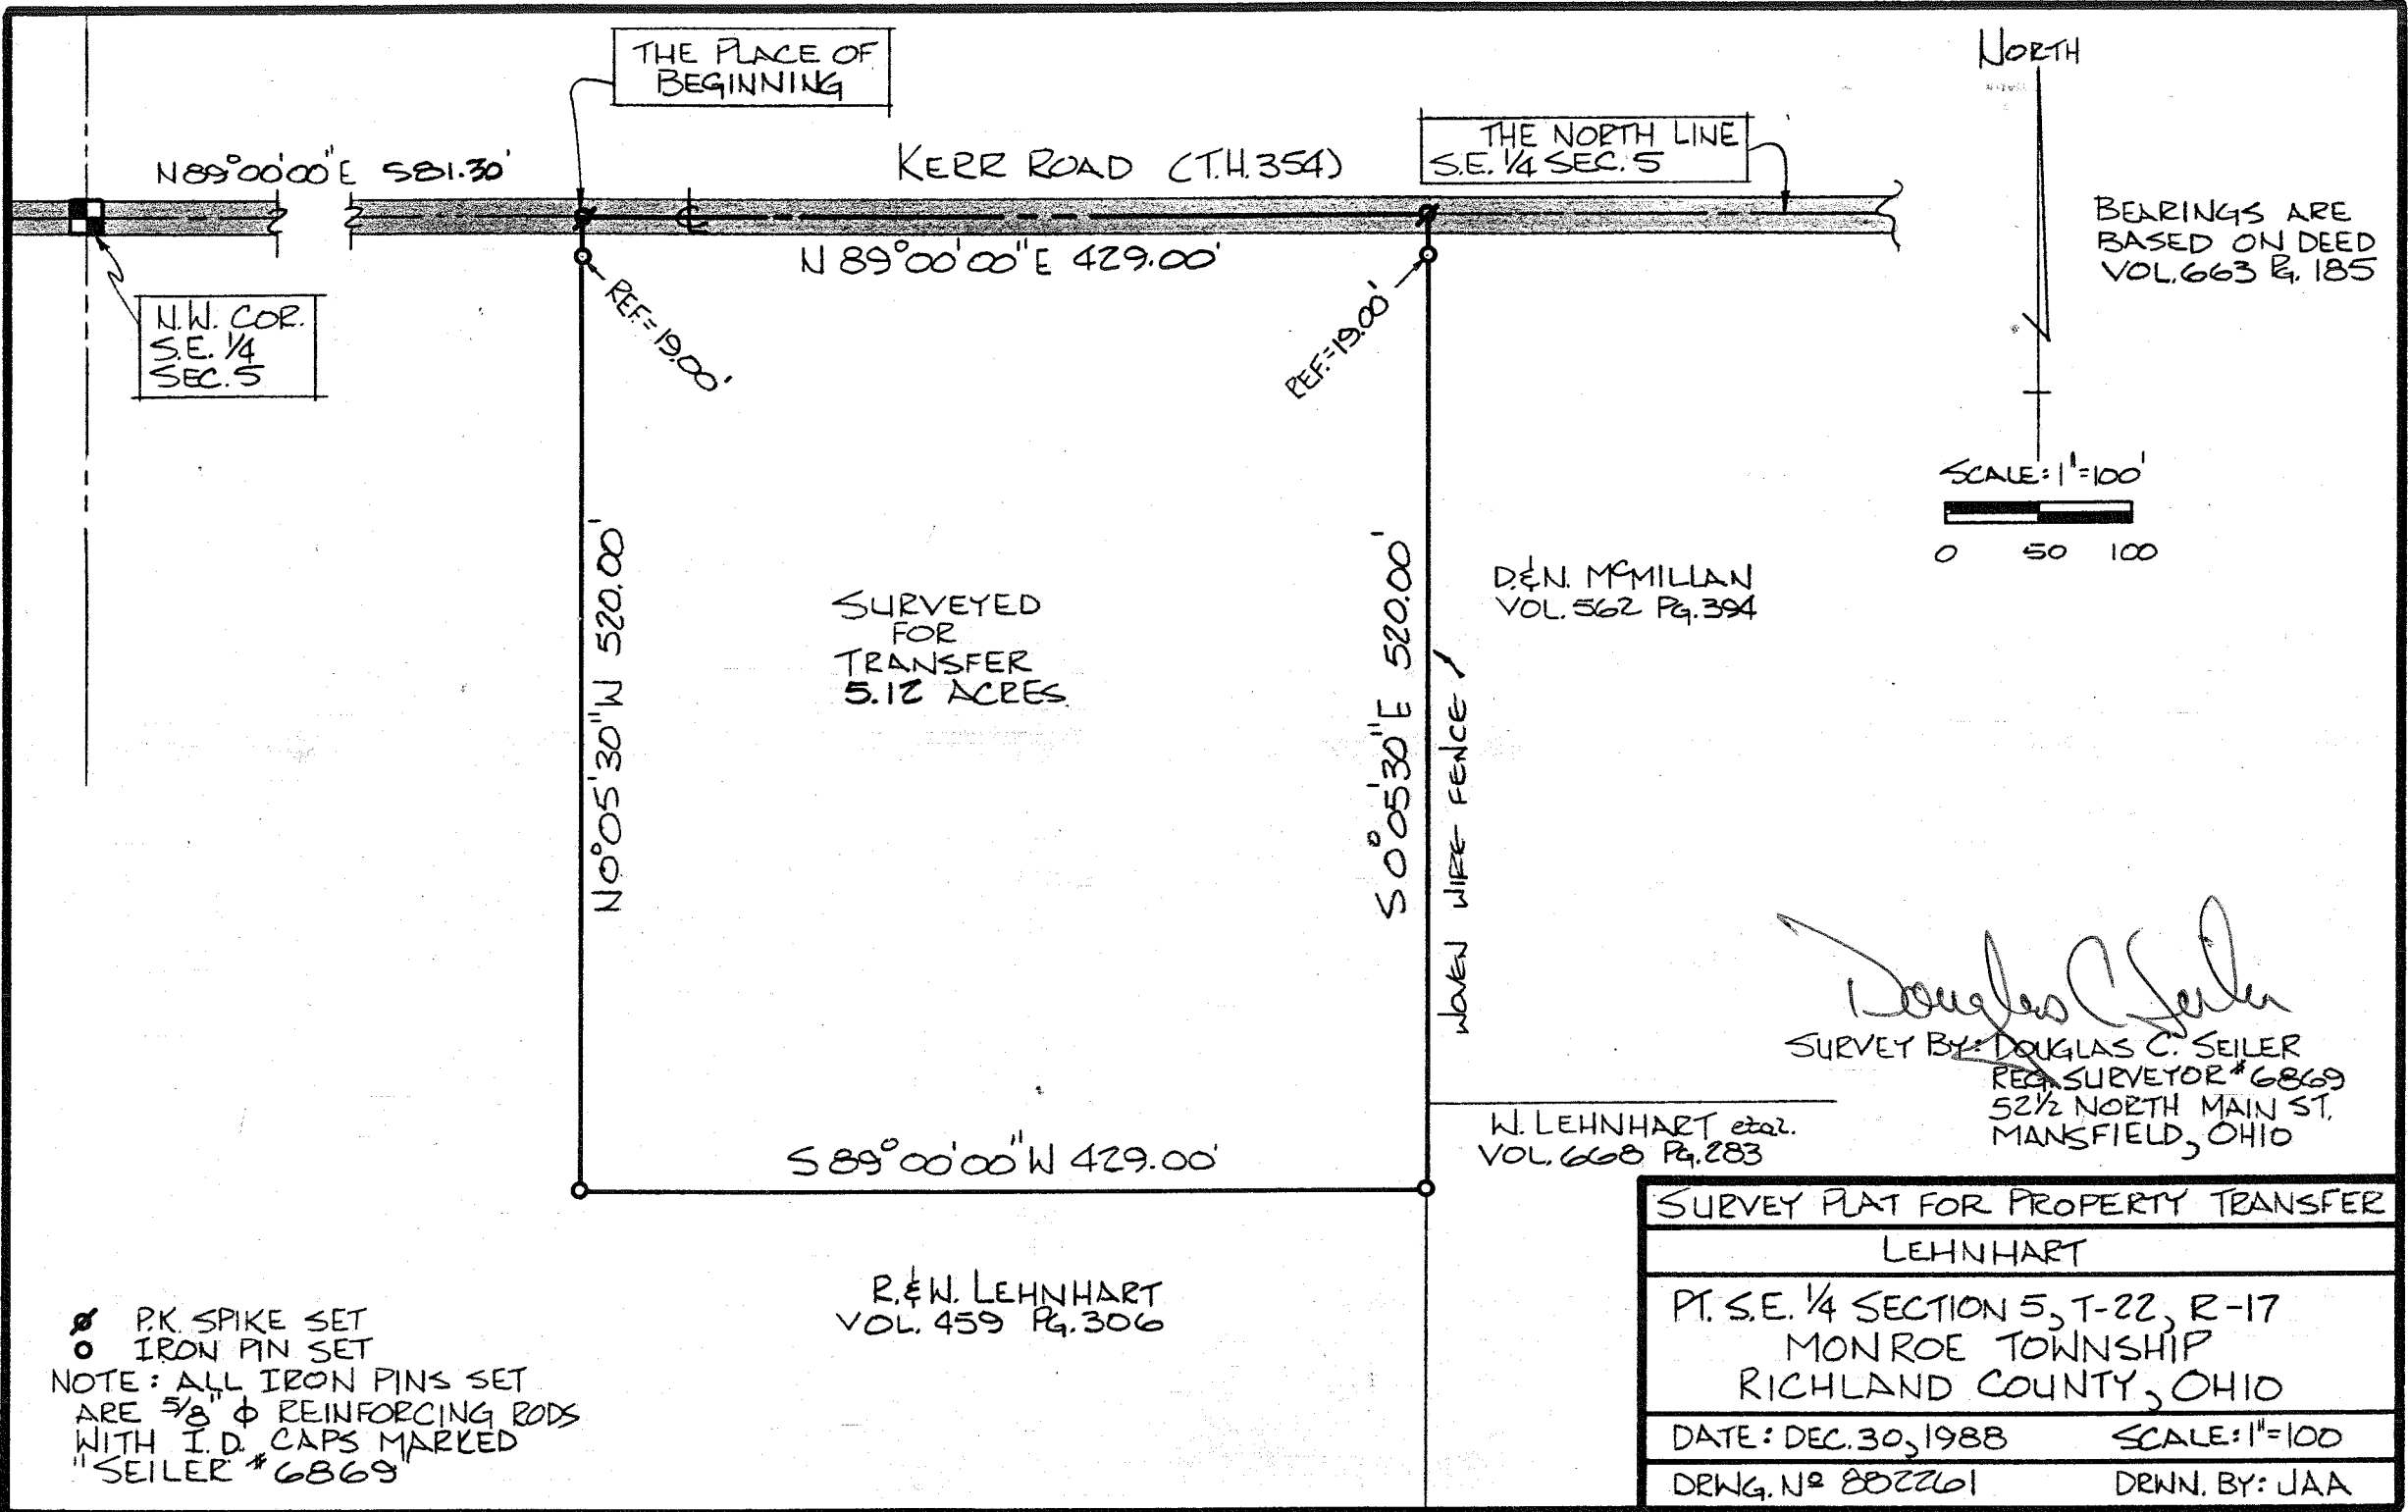 THE PLACE OF
BEGINNING
NORTH
N89°00'00"E 581.30'
KERR ROAD (T.H. 354)
THE NORTH LINE
S.E. 1/4 SEC. 5
BEARINGS ARE
BASED ON DEED
VOL. 663 PG. 185
N 89°00'00"E 429.00'
REF.=19.00'
REF.=19.00'
N.W. COR.
S.E. 1/4
SEC. 5
SCALE: 1"=100'
0 50 100
N 0°05'30"W 520.00'
SURVEYED
FOR
TRANSFER
5.12 ACRES
S 0°05'30"E 520.00'
WOVEN WIRE FENCE
D.&N. McMILLAN
VOL. 562 PG. 394
Douglas C Seiler
SURVEY BY: DOUGLAS C. SEILER
REG. SURVEYOR #6869
52 1/2 NORTH MAIN ST.
MANSFIELD, OHIO
W. LEHNHART etal.
VOL. 668 PG. 283
S 89°00'00"W 429.00'
R.&W. LEHNHART
VOL. 459 PG. 306
P.K. SPIKE SET
IRON PIN SET
NOTE: ALL IRON PINS SET
ARE 5/8" φ REINFORCING RODS
WITH I.D. CAPS MARKED
"SEILER #6869"
SURVEY PLAT FOR PROPERTY TRANSFER
LEHNHART
PT. S.E. 1/4 SECTION 5, T-22, R-17
MONROE TOWNSHIP
RICHLAND COUNTY, OHIO
DATE: DEC. 30, 1988 SCALE: 1"=100
DRWG. Nº 882261 DRWN. BY: JAA